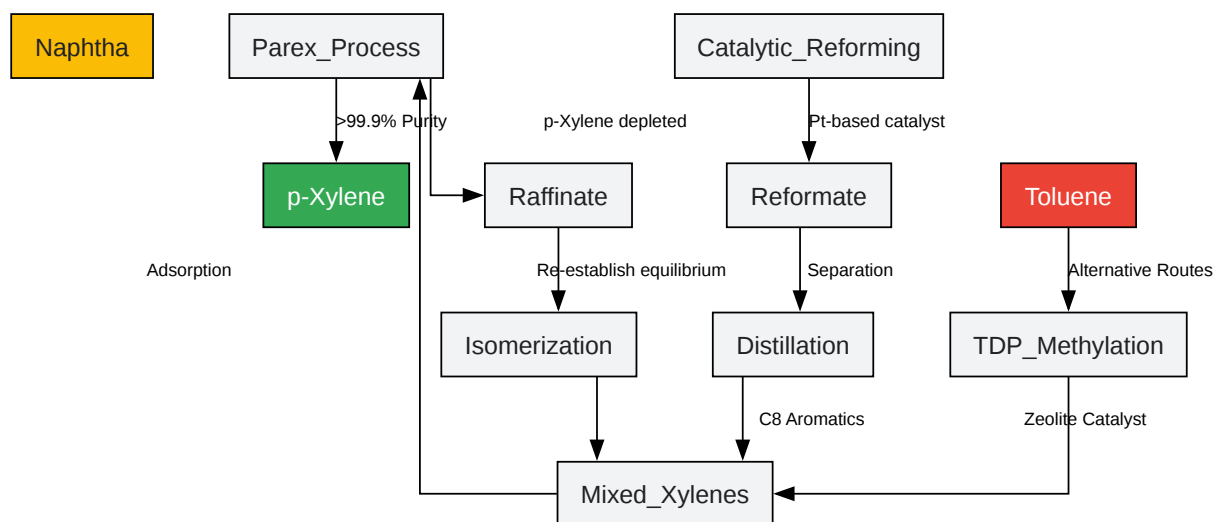 Naphtha
Parex_Process
Catalytic_Reforming
>99.9% Purity
p-Xylene depleted
Pt-based catalyst
p-Xylene
Raffinate
Reformate
Toluene
Adsorption
Re-establish equilibrium
Separation
Alternative Routes
Isomerization
Distillation
TDP_Methylation
C8 Aromatics
Zeolite Catalyst
Mixed_Xylenes